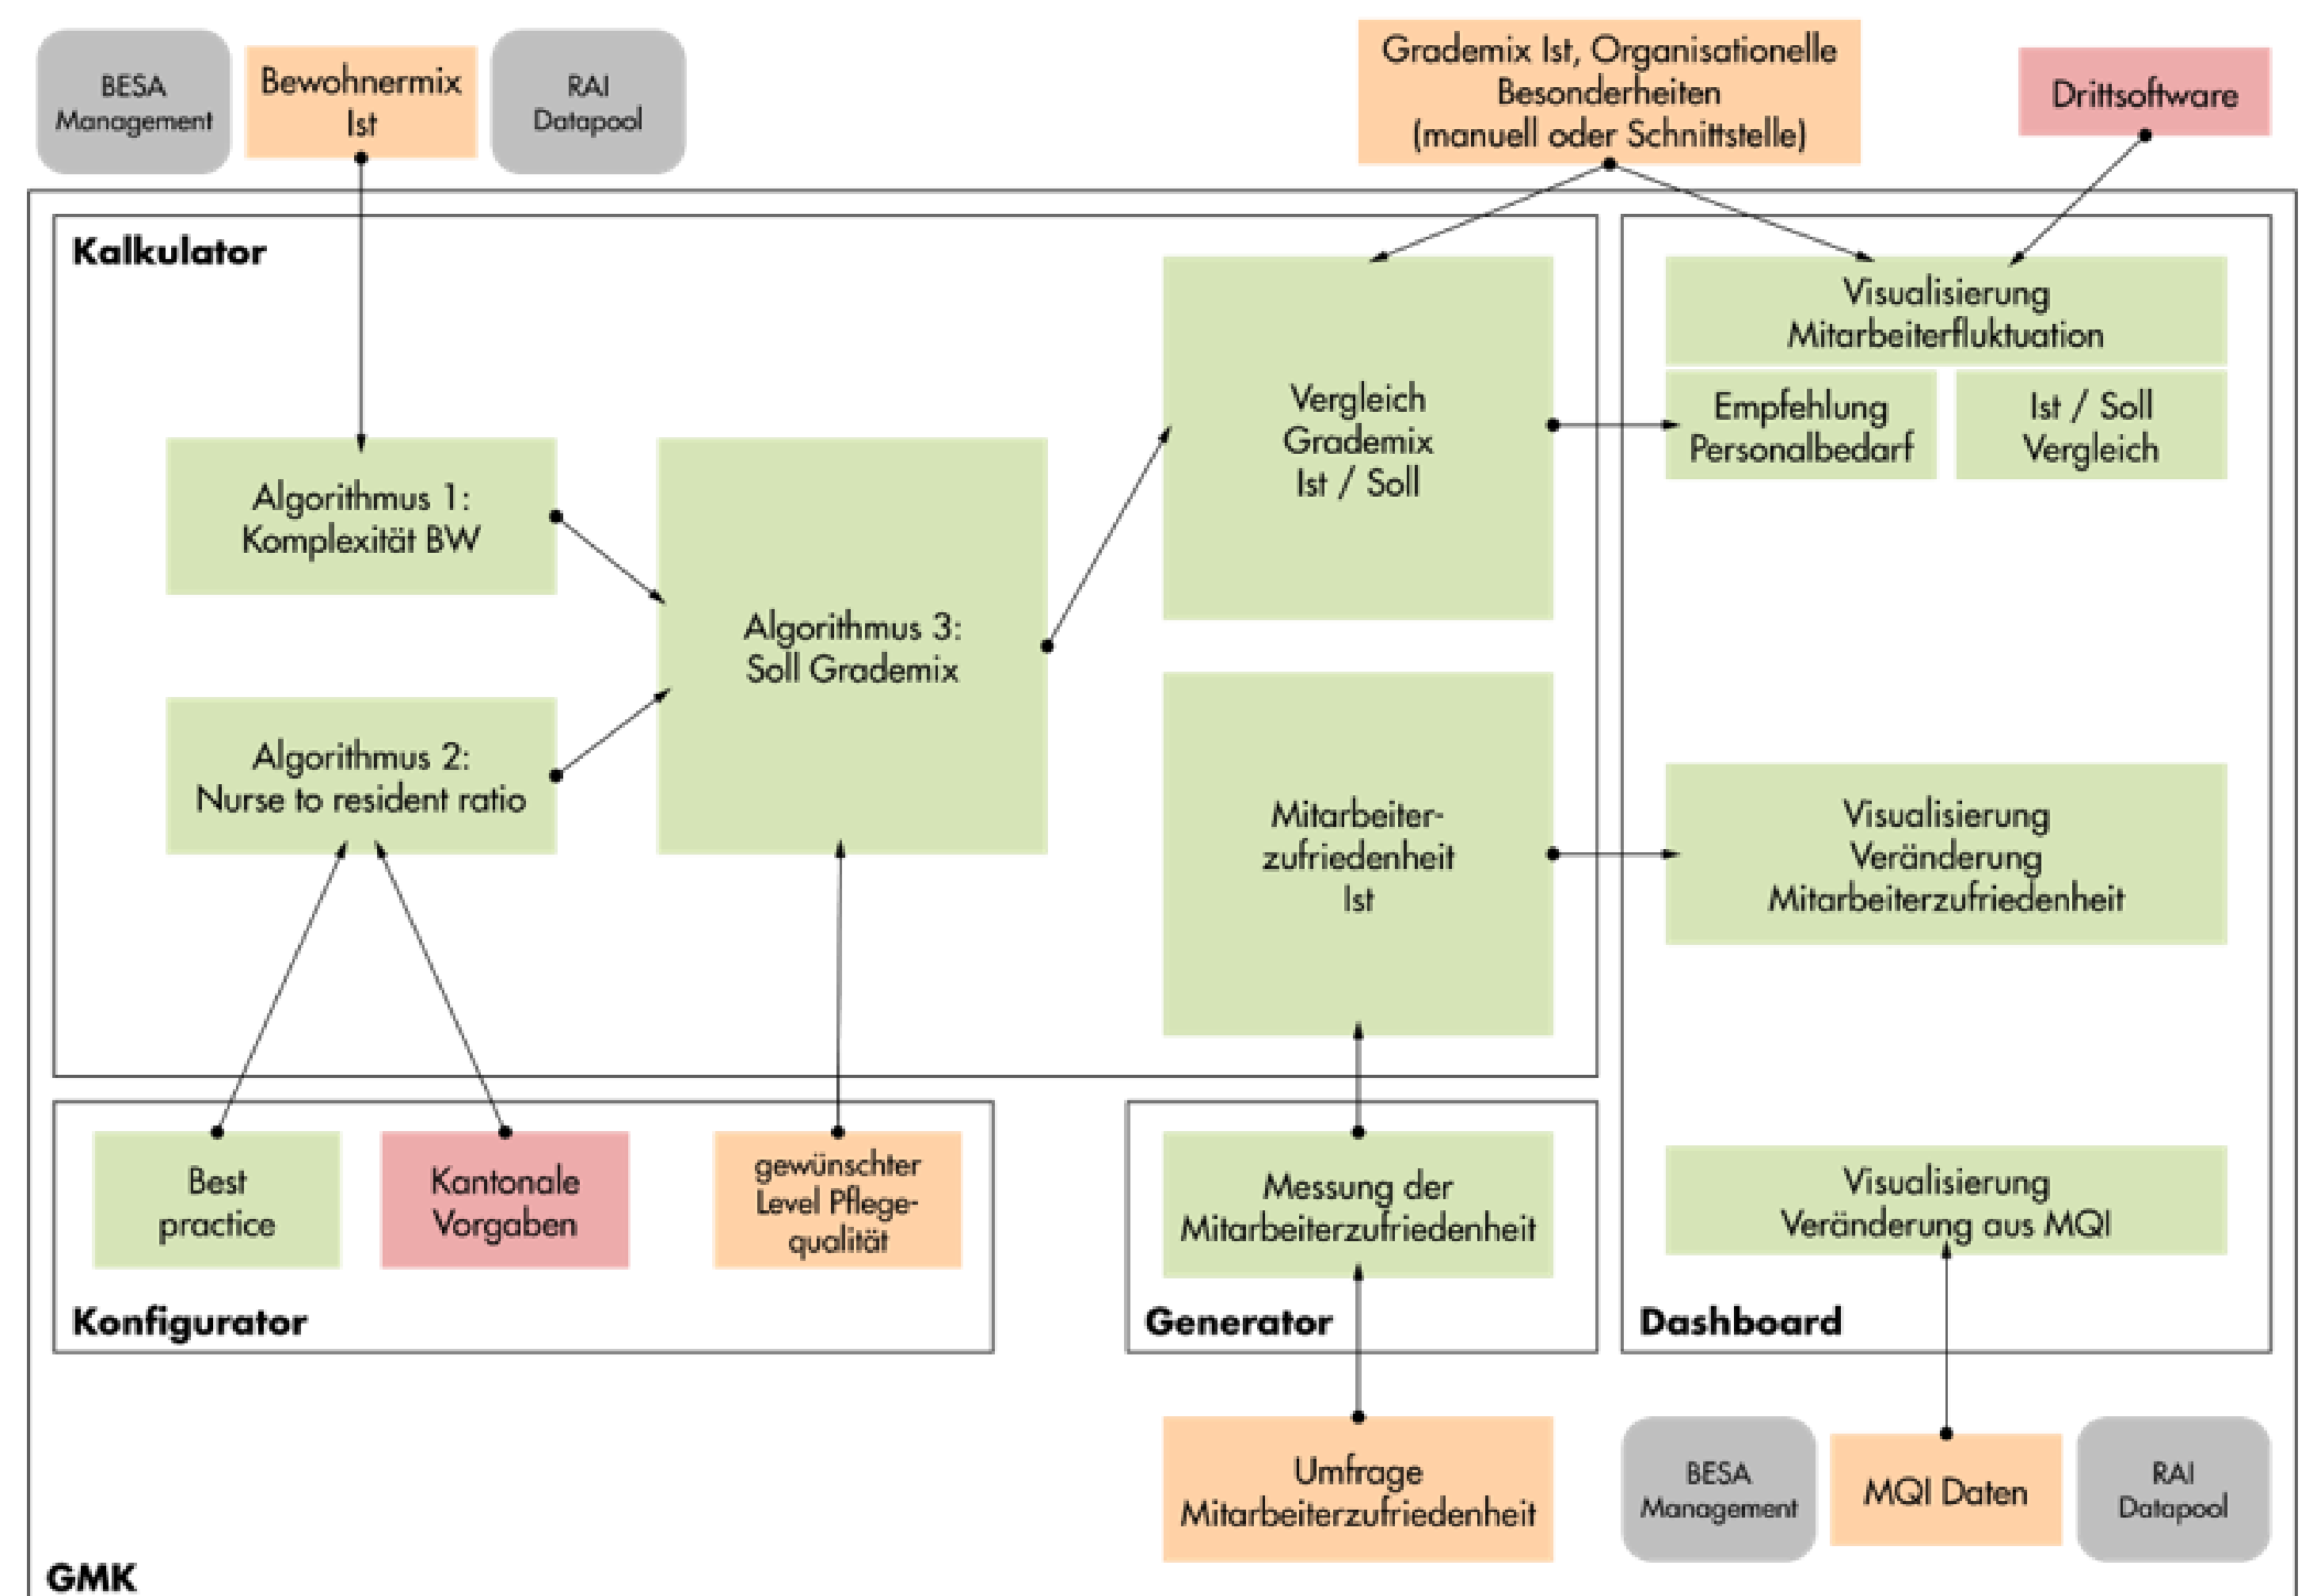 BESA
Management
Bewohnermix
Ist
RAI
Datapool
Grademix Ist, Organisationelle
Besonderheiten
(manuell oder Schnittstelle)
Drittsoftware
Kalkulator
Algorithmus 1:
Komplexität BW
Algorithmus 2:
Nurse to resident ratio
Algorithmus 3:
Soll Grademix
Vergleich
Grademix
Ist / Soll
Mitarbeiter-
zufriedenheit
Ist
Visualisierung
Mitarbeiterfluktuation
Empfehlung
Personalbedarf
Ist / Soll
Vergleich
Visualisierung
Veränderung
Mitarbeiterzufriedenheit
Visualisierung
Veränderung aus MQI
Dashboard
Best
practice
Kantonale
Vorgaben
gewünschter
Level Pflege-
qualität
Konfigurator
Messung der
Mitarbeiterzufriedenheit
Generator
Umfrage
Mitarbeiterzufriedenheit
BESA
Management
MQI Daten
RAI
Datapool
GMK